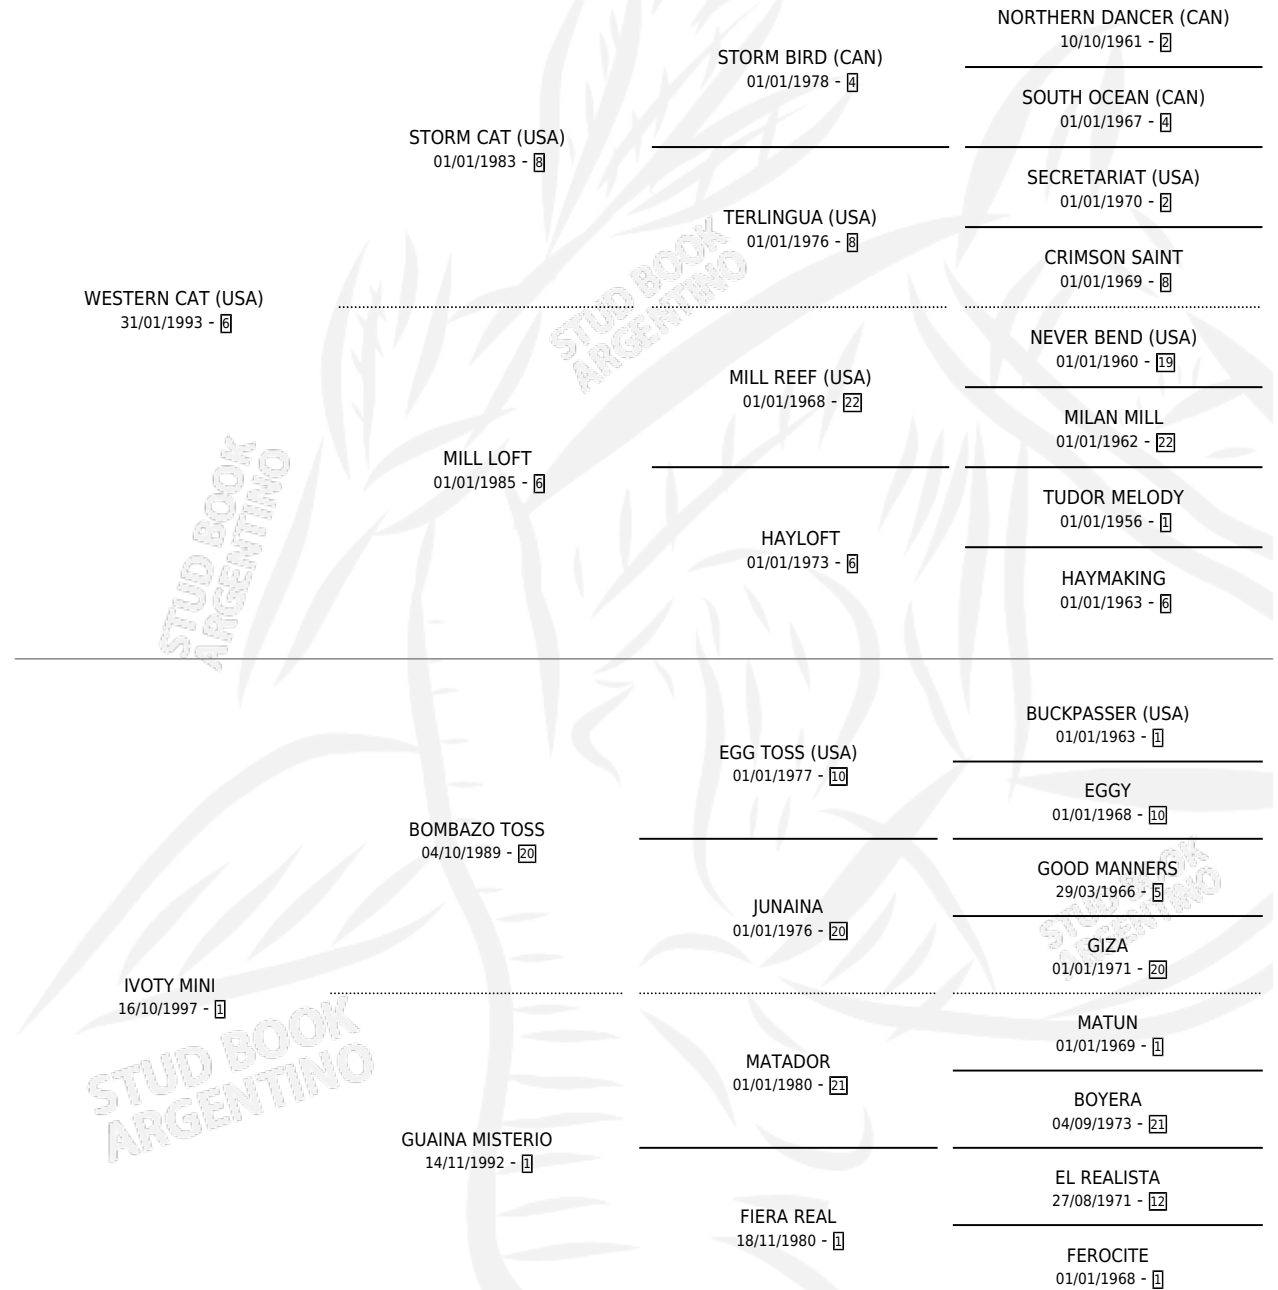 NORTHERN DANCER (CAN)
10/10/1961 - 2
STORM BIRD (CAN)
01/01/1978 - 4
SOUTH OCEAN (CAN)
01/01/1967 - 4
STORM CAT (USA)
01/01/1983 - 8
SECRETARIAT (USA)
01/01/1970 - 2
TERLINGUA (USA)
01/01/1976 - 8
CRIMSON SAINT
01/01/1969 - 8
WESTERN CAT (USA)
31/01/1993 - 6
NEVER BEND (USA)
01/01/1960 - 19
MILL REEF (USA)
01/01/1968 - 22
MILAN MILL
01/01/1962 - 22
MILL LOFT
01/01/1985 - 6
TUDOR MELODY
01/01/1956 - 1
HAYLOFT
01/01/1973 - 6
HAYMAKING
01/01/1963 - 6
BUCKPASSER (USA)
01/01/1963 - 1
EGG TOSS (USA)
01/01/1977 - 10
EGGY
01/01/1968 - 10
BOMBAZO TOSS
04/10/1989 - 20
GOOD MANNERS
29/03/1966 - 5
JUNAINA
01/01/1976 - 20
GIZA
01/01/1971 - 20
IVOTY MINI
16/10/1997 - 1
MATUN
01/01/1969 - 1
MATADOR
01/01/1980 - 21
BOYERA
04/09/1973 - 21
GUAINA MISTERIO
14/11/1992 - 1
EL REALISTA
27/08/1971 - 12
FIERA REAL
18/11/1980 - 1
FEROCITE
01/01/1968 - 1
STUD BOOK
ARGENTINO
STUD BOOK
ARGENTINO
STUD BOOK
ARGENTINO
STUD BOOK
ARGENTINO